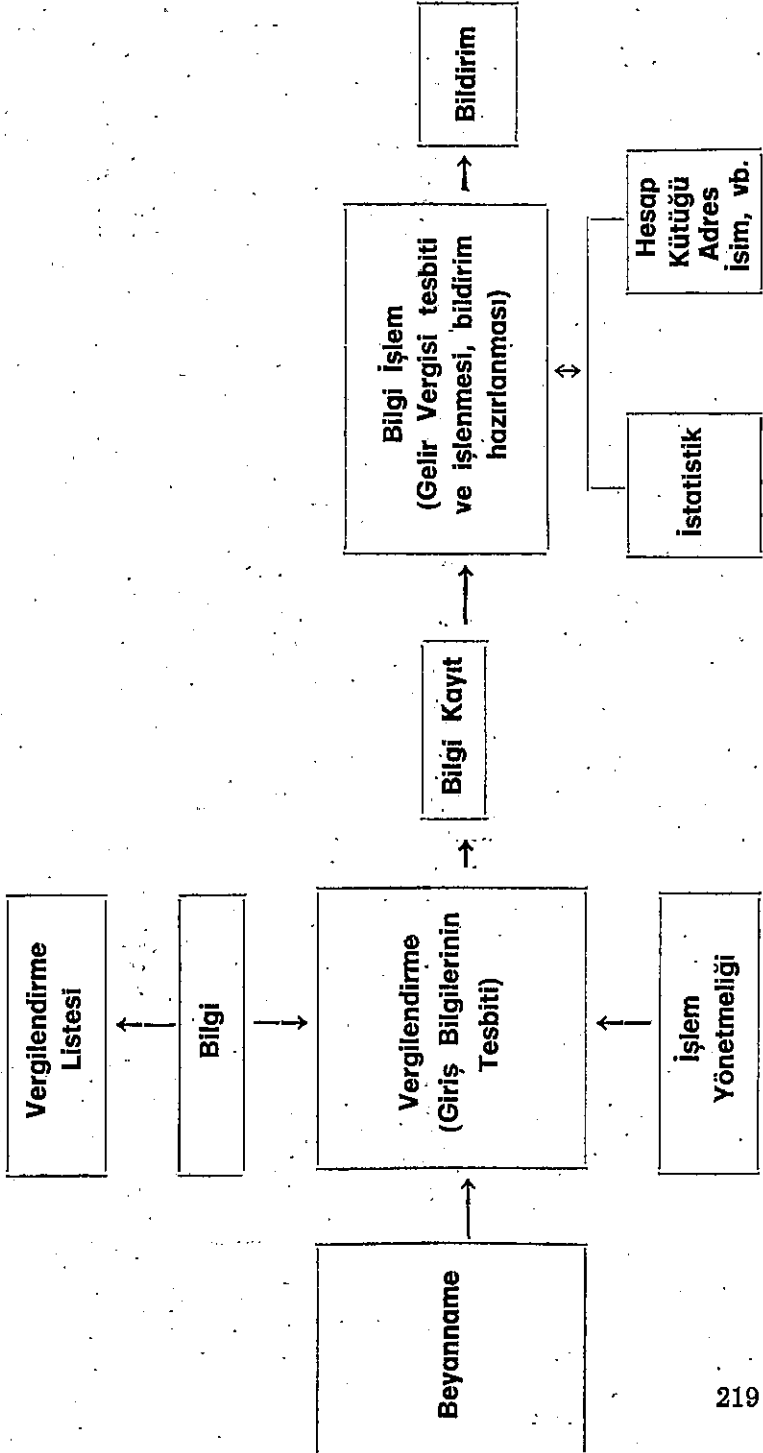 Vergilendirme
Listesi
Bilgi
Beyanname
Vergilendirme
(Giriş Bilgilerinin
Tesbiti)
İşlem
Yönetmeliği
Bilgi Kayıt
Bilgi İşlem
(Gelir Vergisi tesbiti
ve işlenmesi, bildirim
hazırlanması)
Bildirim
İstatistik
Hesap
Kütüğü
Adres
İsim, vb.
219